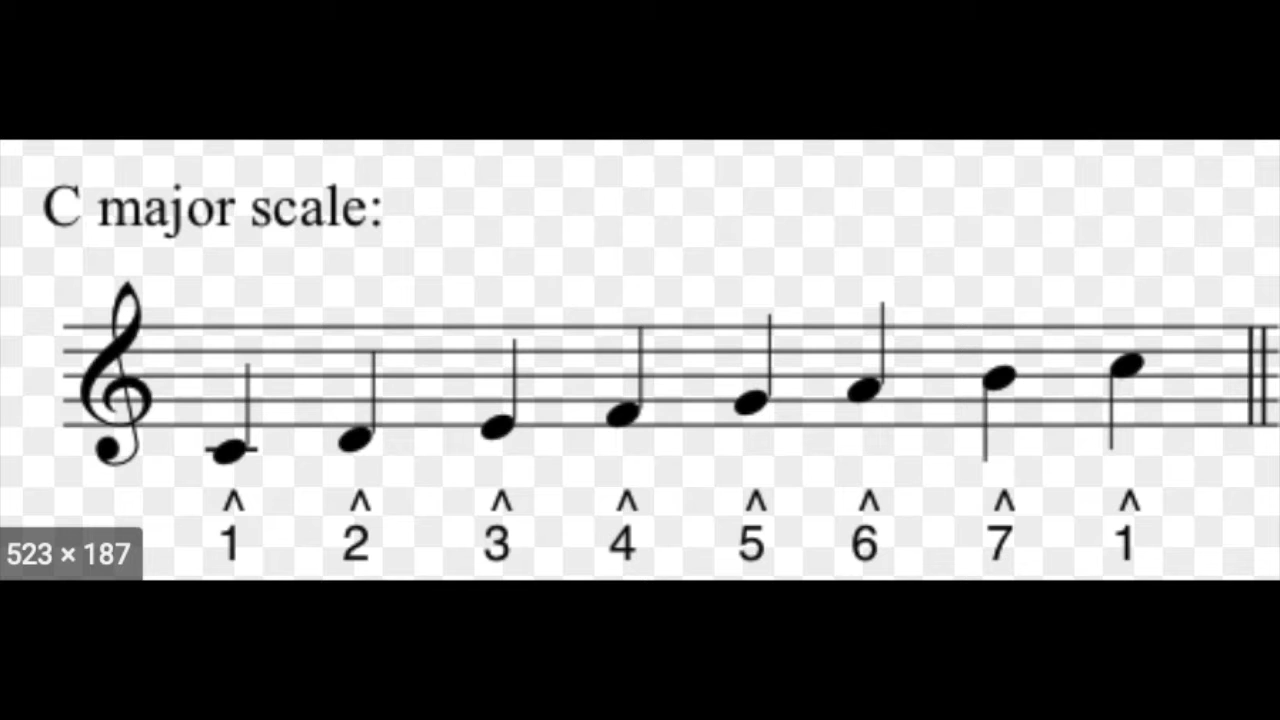 C major scale:
^ ^ ^ ^ ^ ^ ^ ^
1 2 3 4 5 6 7 1
523 × 187